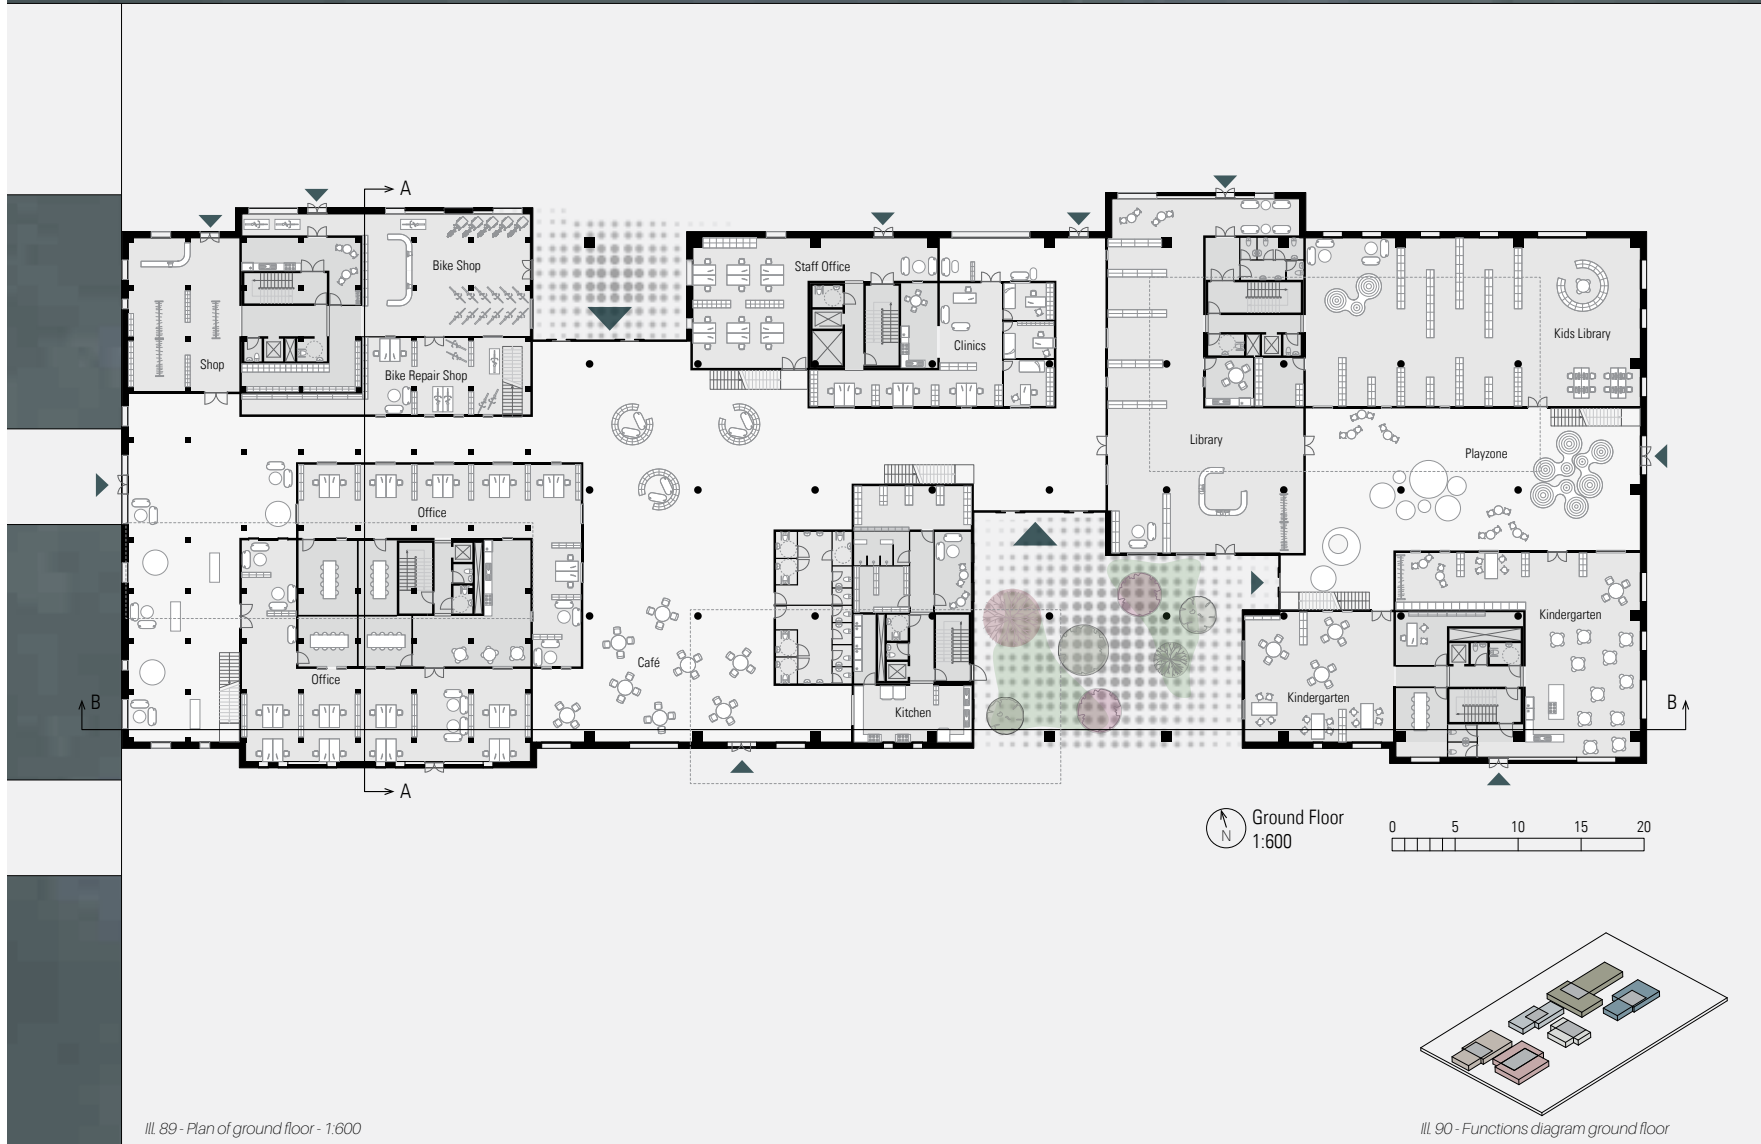 A
Bike Shop
Staff Office
Kids Library
Clinics
Shop
Bike Repair Shop
Library
Playzone
Office
Kindergarten
Café
Office
Kindergarten
B
B
Kitchen
A
N
Ground Floor
1:600
0 5 10 15 20
Ill. 89 - Plan of ground floor - 1:600
Ill. 90 - Functions diagram ground floor